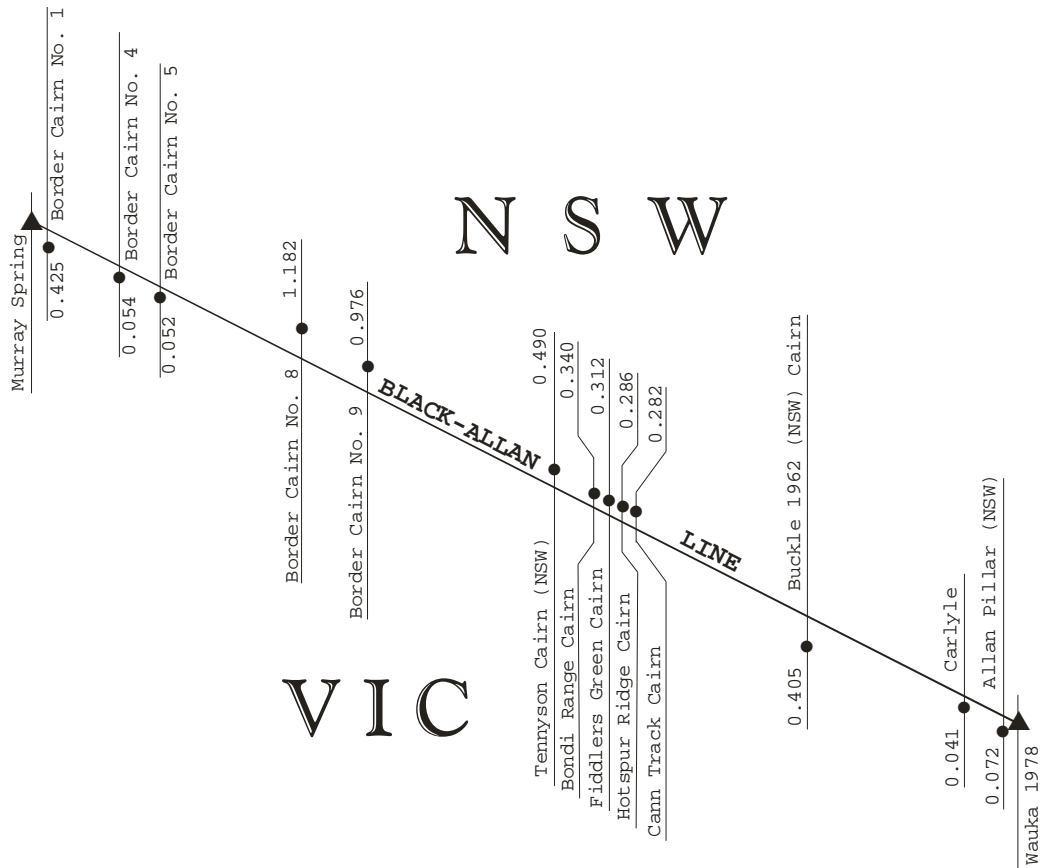 Murray Spring
Border Cairn No. 1
0.425
Border Cairn No. 4
0.054
Border Cairn No. 5
0.052
Border Cairn No. 8
1.182
Border Cairn No. 9
0.976
NSW
BLACK-ALLAN
LINE
Tennyson Cairn (NSW)
0.490
Bondi Range Cairn
0.340
Fiddlers Green Cairn
0.312
Hotspur Ridge Cairn
0.286
Cann Track Cairn
0.282
Buckle 1962 (NSW) Cairn
0.405
Carlyle
0.041
Allan Pillar (NSW)
0.072
Wauka 1978
VIC